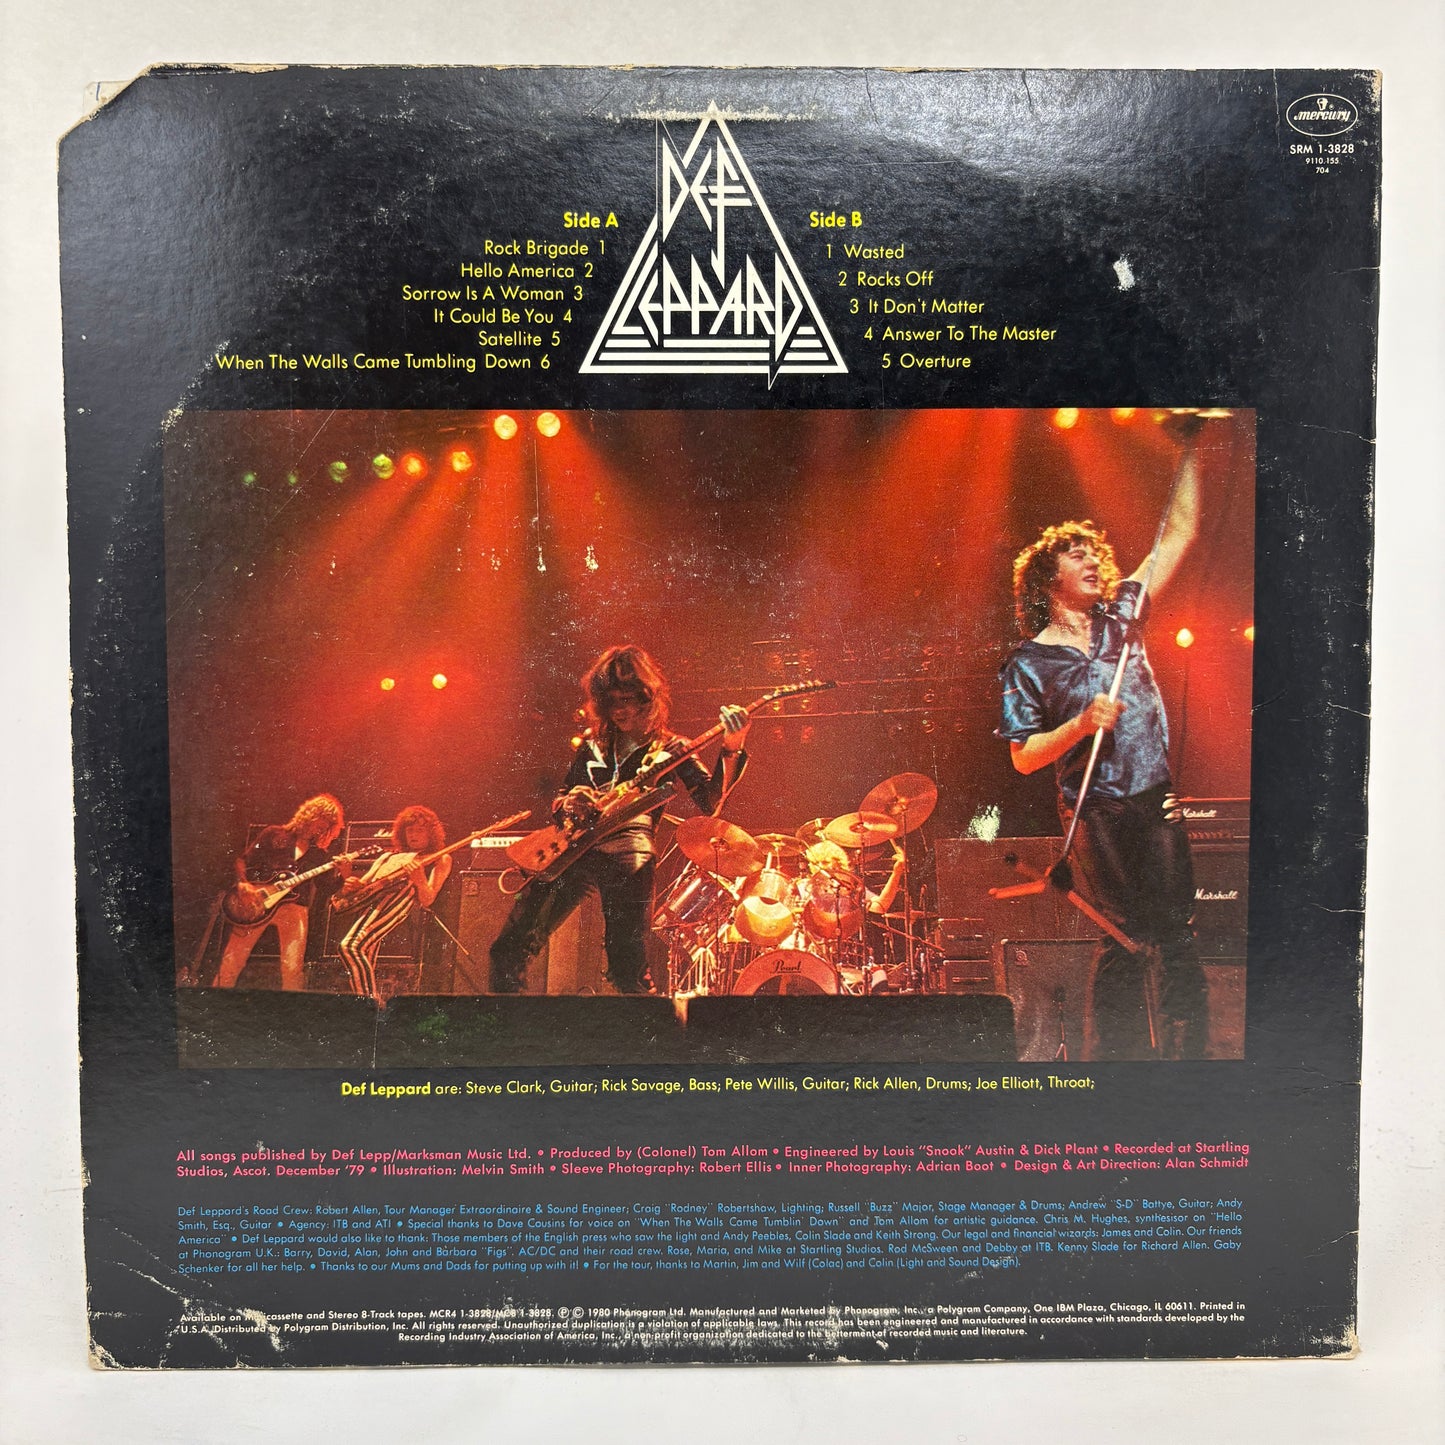 mercury
SRM 1-3828
9110.155
704
DEF
LEPPARD
Side A
Rock Brigade 1
Hello America 2
Sorrow Is A Woman 3
It Could Be You 4
Satellite 5
When The Walls Came Tumbling Down 6
Side B
1 Wasted
2 Rocks Off
3 It Don't Matter
4 Answer To The Master
5 Overture
Marshall
Marshall
Pearl
Def Leppard are: Steve Clark, Guitar; Rick Savage, Bass; Pete Willis, Guitar; Rick Allen, Drums; Joe Elliott, Throat;
All songs published by Def Lepp/Marksman Music Ltd. • Produced by (Colonel) Tom Allom • Engineered by Louis "Snook" Austin & Dick Plant • Recorded at Startling
Studios, Ascot. December '79 • Illustration: Melvin Smith • Sleeve Photography: Robert Ellis • Inner Photography: Adrian Boot • Design & Art Direction: Alan Schmidt
Def Leppard's Road Crew: Robert Allen, Tour Manager Extraordinaire & Sound Engineer; Craig "Rodney" Robertshaw, Lighting; Russell "Buzz" Major, Stage Manager & Drums; Andrew "S-D" Battye, Guitar; Andy
Smith, Esq., Guitar • Agency: ITB and ATI • Special thanks to Dave Cousins for voice on "When The Walls Came Tumblin' Down" and Tom Allom for artistic guidance. Chris M. Hughes, synthesisor on "Hello
America" • Def Leppard would also like to thank: Those members of the English press who saw the light and Andy Peebles, Colin Slade and Keith Strong. Our legal and financial wizards: James and Colin. Our friends
at Phonogram U.K.: Barry, David, Alan, John and Barbara "Figs". AC/DC and their road crew. Rose, Maria, and Mike at Startling Studios. Rod McSween and Debby at ITB. Kenny Slade for Richard Allen. Gaby
Schenker for all her help. • Thanks to our Mums and Dads for putting up with it! • For the tour, thanks to Martin, Jim and Wilf (Colac) and Colin (Light and Sound Design).
Available on cassette and Stereo 8-Track tapes. MCR4 1-3828/MC8 1-3828. ℗ © 1980 Phonogram Ltd. Manufactured and Marketed by Phonogram, Inc., a Polygram Company, One IBM Plaza, Chicago, IL 60611. Printed in
U.S.A. Distributed by Polygram Distribution, Inc. All rights reserved. Unauthorized duplication is a violation of applicable laws. This record has been engineered and manufactured in accordance with standards developed by the
Recording Industry Association of America, Inc., a non-profit organization dedicated to the betterment of recorded music and literature.